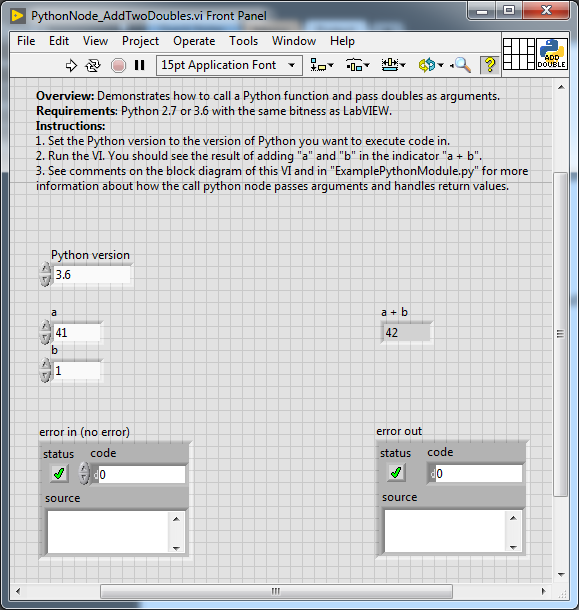 PythonNode_AddTwoDoubles.vi Front Panel
File Edit View Project Operate Tools Window Help
15pt Application Font
?
ADD
DOUBLE
Overview: Demonstrates how to call a Python function and pass doubles as arguments.
Requirements: Python 2.7 or 3.6 with the same bitness as LabVIEW.
Instructions:
1. Set the Python version to the version of Python you want to execute code in.
2. Run the VI. You should see the result of adding "a" and "b" in the indicator "a + b".
3. See comments on the block diagram of this VI and in "ExamplePythonModule.py" for more
information about how the call python node passes arguments and handles return values.
Python version
3.6
a
41
b
1
a + b
42
error in (no error)
status code
d0
source
error out
status code
d0
source